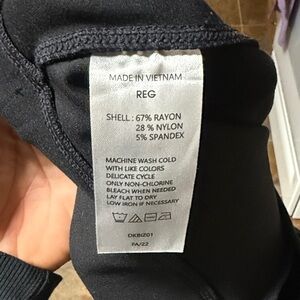 MADE IN VIETNAM
REG
SHELL : 67% RAYON
28 % NYLON
5% SPANDEX
MACHINE WASH COLD
WITH LIKE COLORS
DELICATE CYCLE
ONLY NON-CHLORINE
BLEACH WHEN NEEDED
LAY FLAT TO DRY
LOW IRON IF NECESSARY
DKBIZ01
FA/22